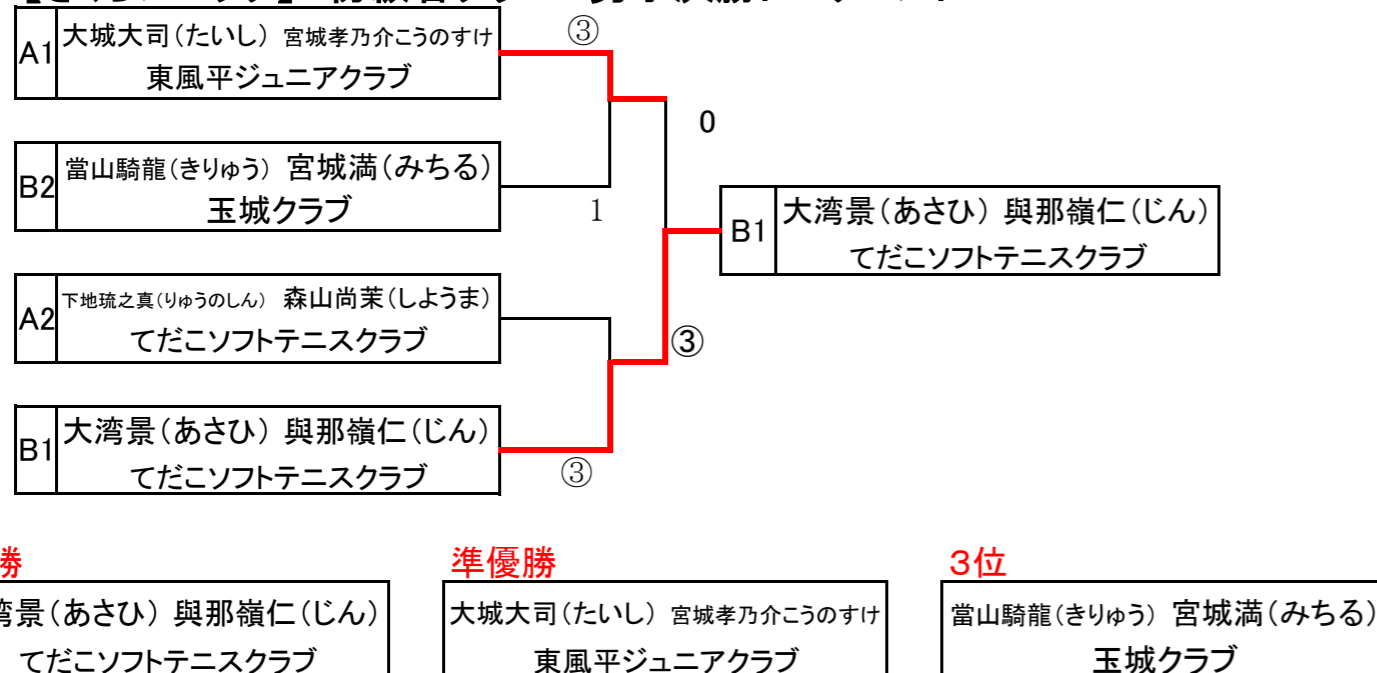 A1
大城大司(たいし) 宮城孝乃介こうのすけ
東風平ジュニアクラブ
③
0
B2
當山騎龍(きりゅう) 宮城満(みちる)
玉城クラブ
1
B1
大湾景(あさひ) 與那嶺仁(じん)
てだこソフトテニスクラブ
A2
下地琉之真(りゅうのしん) 森山尚茉(しようま)
てだこソフトテニスクラブ
③
B1
大湾景(あさひ) 與那嶺仁(じん)
てだこソフトテニスクラブ
③
勝
湾景(あさひ) 與那嶺仁(じん)
てだこソフトテニスクラブ
準優勝
大城大司(たいし) 宮城孝乃介こうのすけ
東風平ジュニアクラブ
3位
當山騎龍(きりゅう) 宮城満(みちる)
玉城クラブ